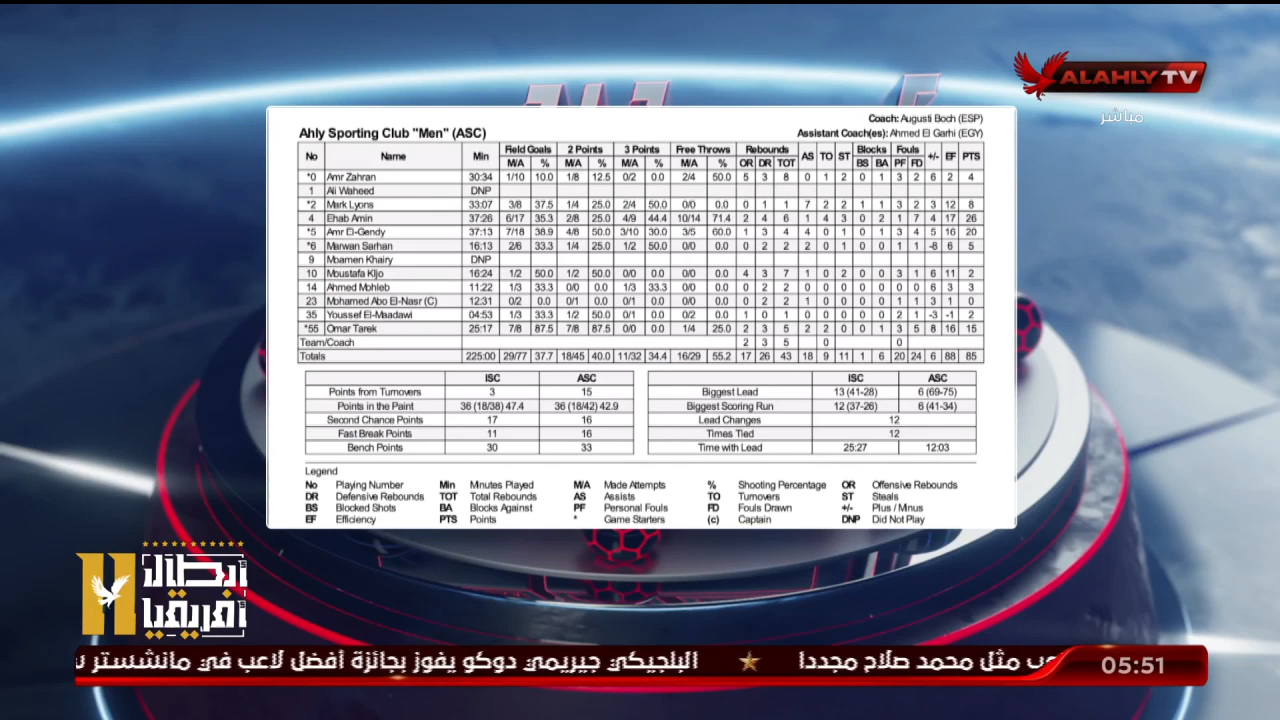 ALAHLY TV
مباشر
Coach: Augusti Boch (ESP)
Ahly Sporting Club "Men" (ASC)
Assistant Coach(es): Ahmed El Garhi (EGY)
No Name Min Field Goals 2 Points 3 Points Free Throws Rebounds AS TO ST Blocks Fouls +/- EF PTS
M/A % M/A % M/A % M/A % OR DR TOT BS BA PF FD
*0 Amr Zahran 30:34 1/10 10.0 1/8 12.5 0/2 0.0 2/4 50.0 5 3 8 0 1 2 0 1 3 2 6 2 4
1 Ali Waheed DNP
*2 Mark Lyons 33:07 3/8 37.5 1/4 25.0 2/4 50.0 0/0 0.0 0 1 1 7 2 2 1 1 3 2 3 12 8
4 Ehab Amin 37:26 6/17 35.3 2/8 25.0 4/9 44.4 10/14 71.4 2 4 6 1 4 3 0 2 1 7 4 17 26
*5 Amr El-Gendy 37:13 7/18 38.9 4/8 50.0 3/10 30.0 3/5 60.0 1 3 4 4 0 1 0 1 3 4 5 16 20
*6 Marwan Sarhan 16:13 2/6 33.3 1/4 25.0 1/2 50.0 0/0 0.0 0 2 2 2 0 1 0 0 1 1 -8 6 5
9 Moamen Khairy DNP
10 Moustafa Kljo 16:24 1/2 50.0 1/2 50.0 0/0 0.0 0/0 0.0 4 3 7 1 0 2 0 0 3 1 6 11 2
14 Ahmed Mohleb 11:22 1/3 33.3 0/0 0.0 1/3 33.3 0/0 0.0 0 2 2 1 0 0 0 0 0 0 6 3 3
23 Mohamed Abo El-Nasr (C) 12:31 0/2 0.0 0/1 0.0 0/1 0.0 0/0 0.0 0 2 2 1 0 0 0 0 1 1 3 1 0
35 Youssef El-Maadawi 04:53 1/3 33.3 1/2 50.0 0/1 0.0 0/2 0.0 1 0 1 0 0 0 0 0 2 1 -3 -1 2
*55 Omar Tarek 25:17 7/8 87.5 7/8 87.5 0/0 0.0 1/4 25.0 2 3 5 2 2 0 0 1 3 5 8 16 15
Team/Coach 2 3 5 0 0
Totals 225:00 29/77 37.7 18/45 40.0 11/32 34.4 16/29 55.2 17 26 43 18 9 11 1 6 20 24 6 88 85
ISC ASC
Points from Turnovers 3 15
Points in the Paint 36 (18/38) 47.4 36 (18/42) 42.9
Second Chance Points 17 16
Fast Break Points 11 16
Bench Points 30 33
ISC ASC
Biggest Lead 13 (41-28) 6 (69-75)
Biggest Scoring Run 12 (37-26) 6 (41-34)
Lead Changes 12
Times Tied 12
Time with Lead 25:27 12:03
Legend
No Playing Number Min Minutes Played M/A Made Attempts % Shooting Percentage OR Offensive Rebounds
DR Defensive Rebounds TOT Total Rebounds AS Assists TO Turnovers ST Steals
BS Blocked Shots BA Blocks Against PF Personal Fouls FD Fouls Drawn +/- Plus / Minus
EF Efficiency PTS Points * Game Starters (c) Captain DNP Did Not Play
أبطال
أفريقيا
11
مثل محمد صلاح مجددا
البلجيكي جيريمي دوكو يفوز بجائزة أفضل لاعب في مانشستر
05:51